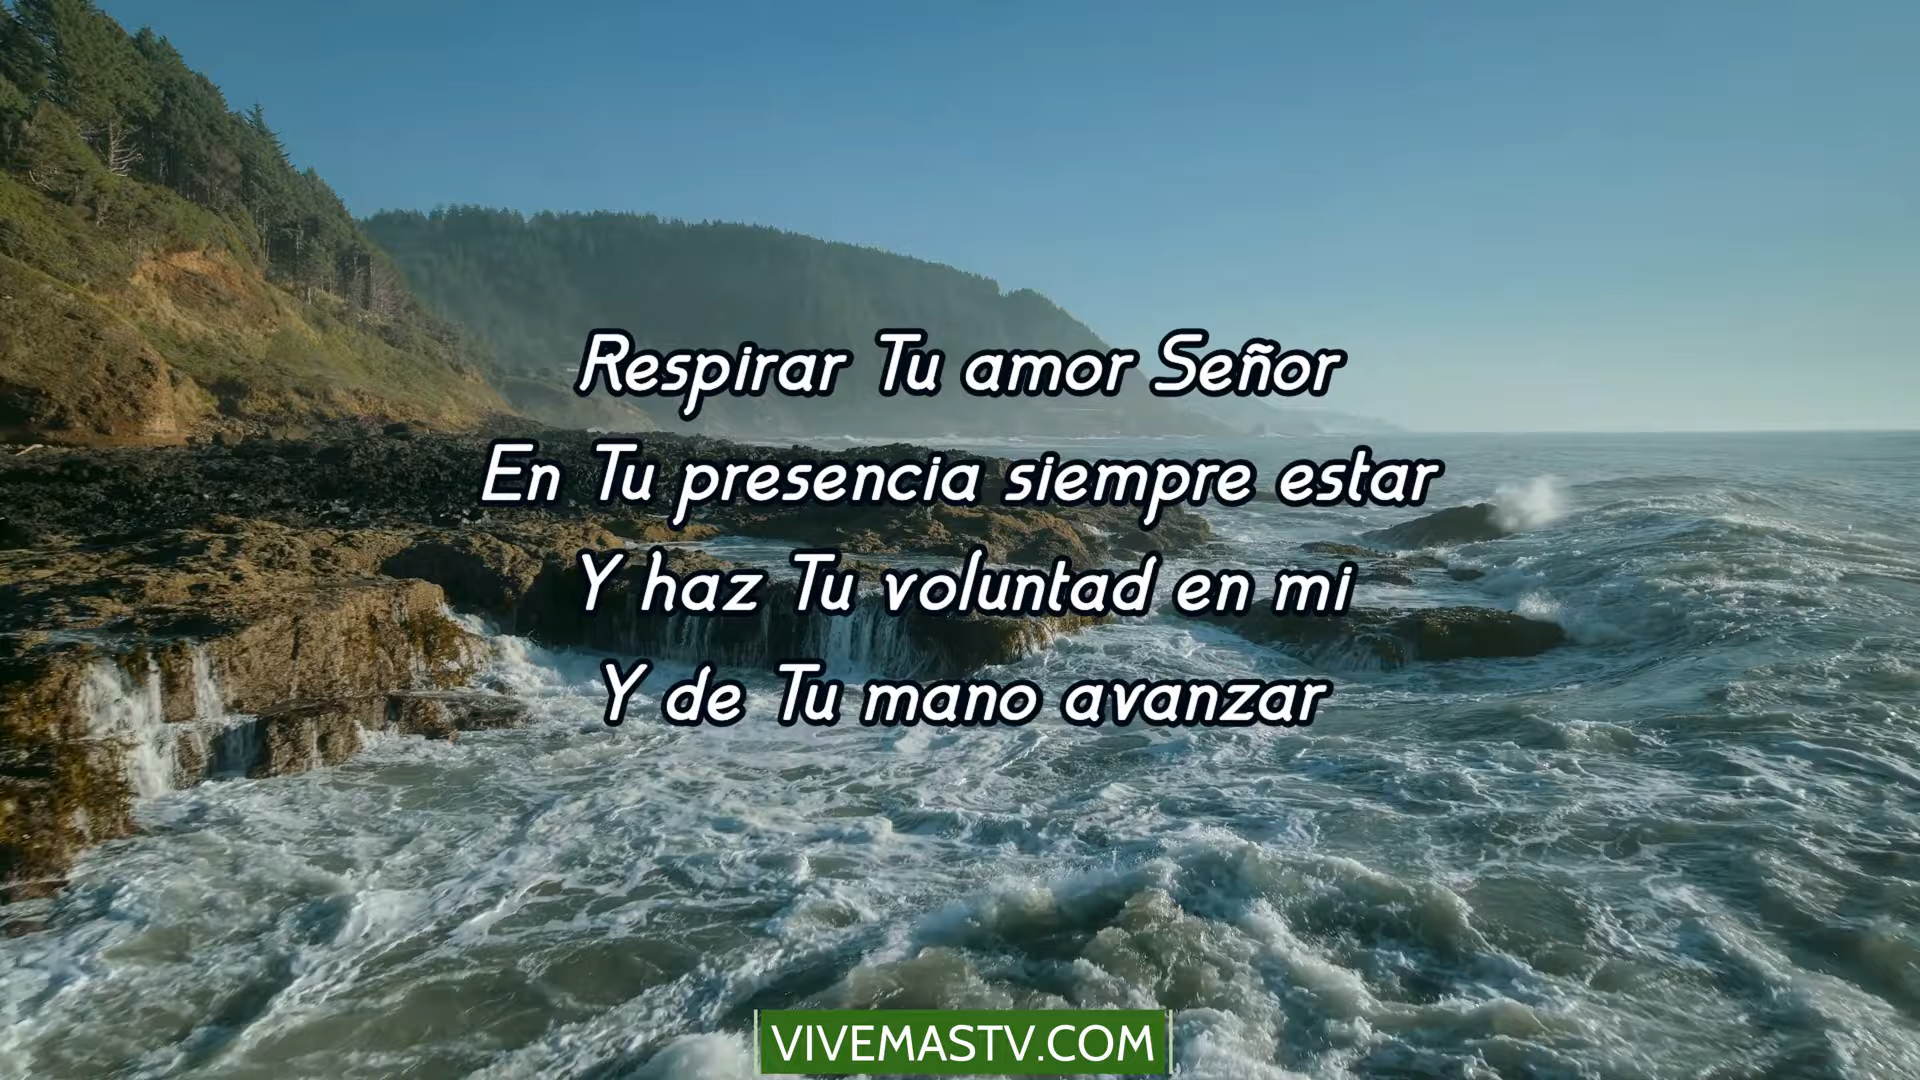 Respirar Tu amor Señor
En Tu presencia siempre estar
Y haz Tu voluntad en mi
Y de Tu mano avanzar
VIVEMASTV.COM